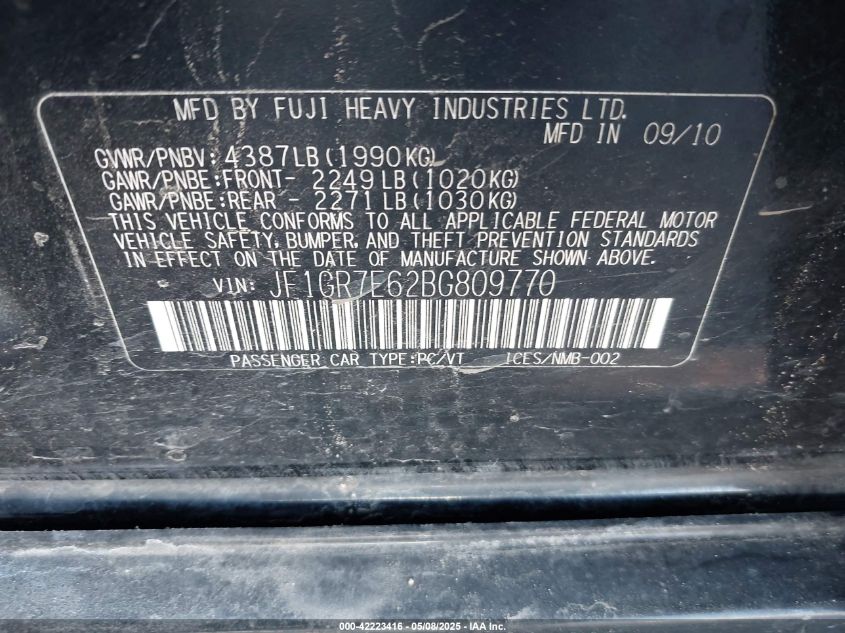 MFD BY FUJI HEAVY INDUSTRIES LTD.
MFD IN 09/10
GVWR/PNBV: 4387LB(1990KG)
GAWR/PNBE:FRONT- 2249LB(1020KG)
GAWR/PNBE:REAR - 2271LB(1030KG)
THIS VEHICLE CONFORMS TO ALL APPLICABLE FEDERAL MOTOR
VEHICLE SAFETY, BUMPER, AND THEFT PREVENTION STANDARDS
IN EFFECT ON THE DATE OF MANUFACTURE SHOWN ABOVE.
VIN: JF1GR7E62BG809770
PASSENGER CAR TYPE:PC/VT ICES/NMB-002
000-42223416 - 05/08/2025 - IAA Inc.